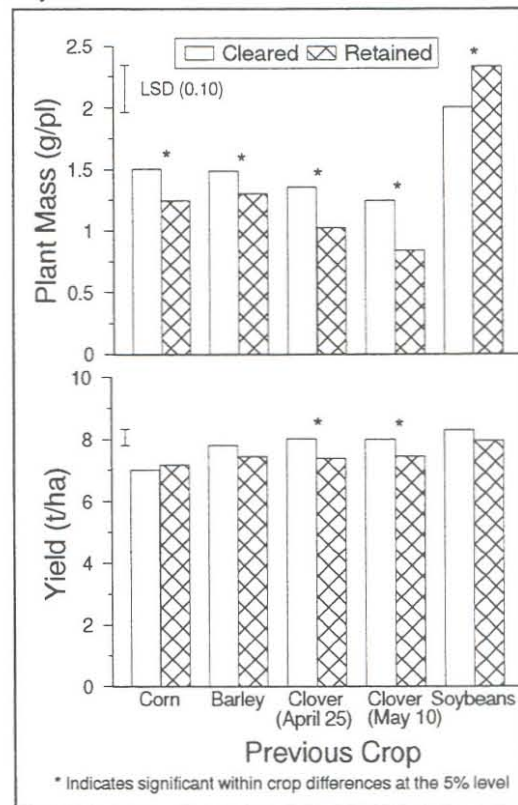 Cleared Retained
LSD (0.10)
Plant Mass (g/pl)
2.5
2
1.5
1
0.5
0
* * * * *
Yield (t/ha)
10
8
6
4
2
0
* *
Corn Barley Clover (April 25) Clover (May 10) Soybeans
Previous Crop
* Indicates significant within crop differences at the 5% level